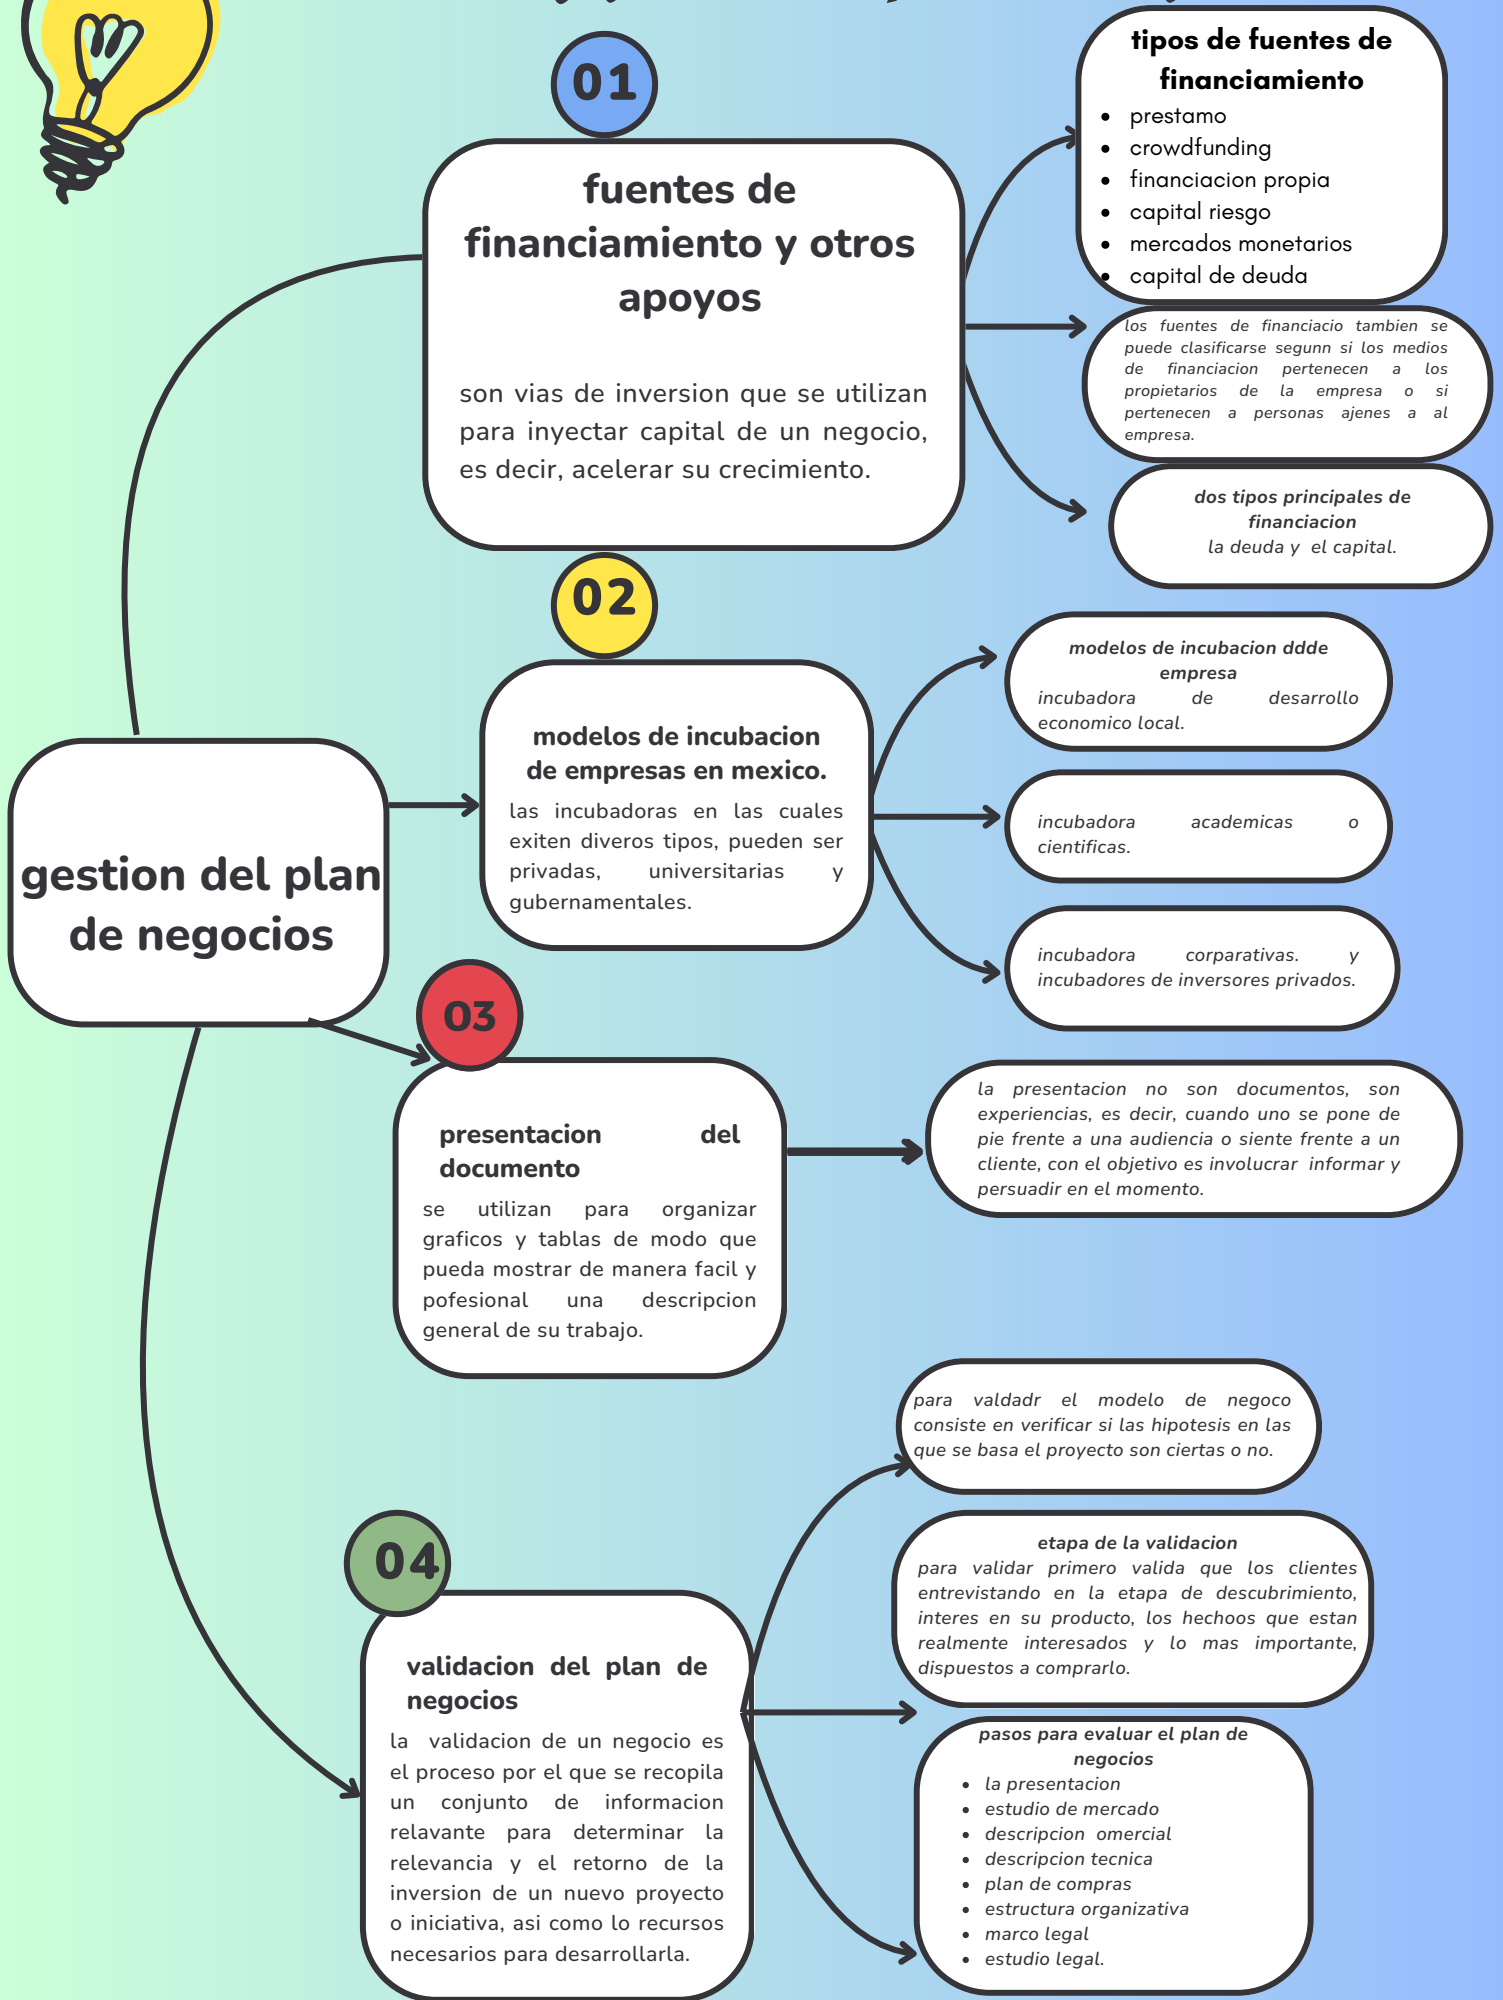 01
fuentes de
financiamiento y otros
apoyos
son vias de inversion que se utilizan
para inyectar capital de un negocio,
es decir, acelerar su crecimiento.
tipos de fuentes de
financiamiento
• prestamo
• crowdfunding
• financiacion propia
• capital riesgo
• mercados monetarios
• capital de deuda
los fuentes de financiacio tambien se
puede clasificarse segunn si los medios
de financiacion pertenecen a los
propietarios de la empresa o si
pertenecen a personas ajenes a al
empresa.
dos tipos principales de
financiacion
la deuda y el capital.
gestion del plan
de negocios
02
modelos de incubacion
de empresas en mexico.
las incubadoras en las cuales
exiten diveros tipos, pueden ser
privadas, universitarias y
gubernamentales.
modelos de incubacion ddde
empresa
incubadora de desarrollo
economico local.
incubadora academicas o
cientificas.
incubadora corparativas. y
incubadores de inversores privados.
03
presentacion del
documento
se utilizan para organizar
graficos y tablas de modo que
pueda mostrar de manera facil y
pofesional una descripcion
general de su trabajo.
la presentacion no son documentos, son
experiencias, es decir, cuando uno se pone de
pie frente a una audiencia o siente frente a un
cliente, con el objetivo es involucrar informar y
persuadir en el momento.
04
validacion del plan de
negocios
la validacion de un negocio es
el proceso por el que se recopila
un conjunto de informacion
relavante para determinar la
relevancia y el retorno de la
inversion de un nuevo proyecto
o iniciativa, asi como lo recursos
necesarios para desarrollarla.
para valdadr el modelo de negoco
consiste en verificar si las hipotesis en las
que se basa el proyecto son ciertas o no.
etapa de la validacion
para validar primero valida que los clientes
entrevistando en la etapa de descubrimiento,
interes en su producto, los hechoos que estan
realmente interesados y lo mas importante,
dispuestos a comprarlo.
pasos para evaluar el plan de
negocios
• la presentacion
• estudio de mercado
• descripcion omercial
• descripcion tecnica
• plan de compras
• estructura organizativa
• marco legal
• estudio legal.